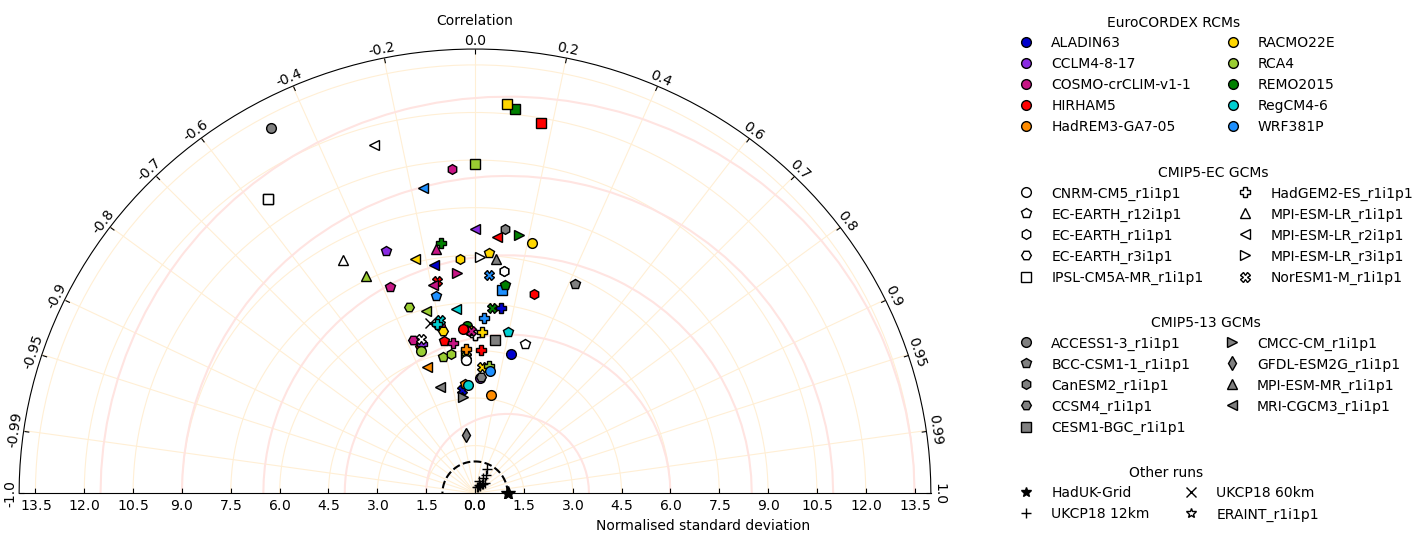 Correlation
-1.0
-0.99
-0.95
-0.9
-0.8
-0.7
-0.6
-0.4
-0.2
0.0
0.2
0.4
0.6
0.7
0.8
0.9
0.95
0.99
1.0
13.5 12.0 10.5 9.0 7.5 6.0 4.5 3.0 1.5 0.0 1.5 3.0 4.5 6.0 7.5 9.0 10.5 12.0 13.5
Normalised standard deviation
EuroCORDEX RCMs
ALADIN63 RACMO22E
CCLM4-8-17 RCA4
COSMO-crCLIM-v1-1 REMO2015
HIRHAM5 RegCM4-6
HadREM3-GA7-05 WRF381P
CMIP5-EC GCMs
CNRM-CM5_r1i1p1 HadGEM2-ES_r1i1p1
EC-EARTH_r12i1p1 MPI-ESM-LR_r1i1p1
EC-EARTH_r1i1p1 MPI-ESM-LR_r2i1p1
EC-EARTH_r3i1p1 MPI-ESM-LR_r3i1p1
IPSL-CM5A-MR_r1i1p1 NorESM1-M_r1i1p1
CMIP5-13 GCMs
ACCESS1-3_r1i1p1 CMCC-CM_r1i1p1
BCC-CSM1-1_r1i1p1 GFDL-ESM2G_r1i1p1
CanESM2_r1i1p1 MPI-ESM-MR_r1i1p1
CCSM4_r1i1p1 MRI-CGCM3_r1i1p1
CESM1-BGC_r1i1p1
Other runs
HadUK-Grid UKCP18 60km
UKCP18 12km ERAINT_r1i1p1